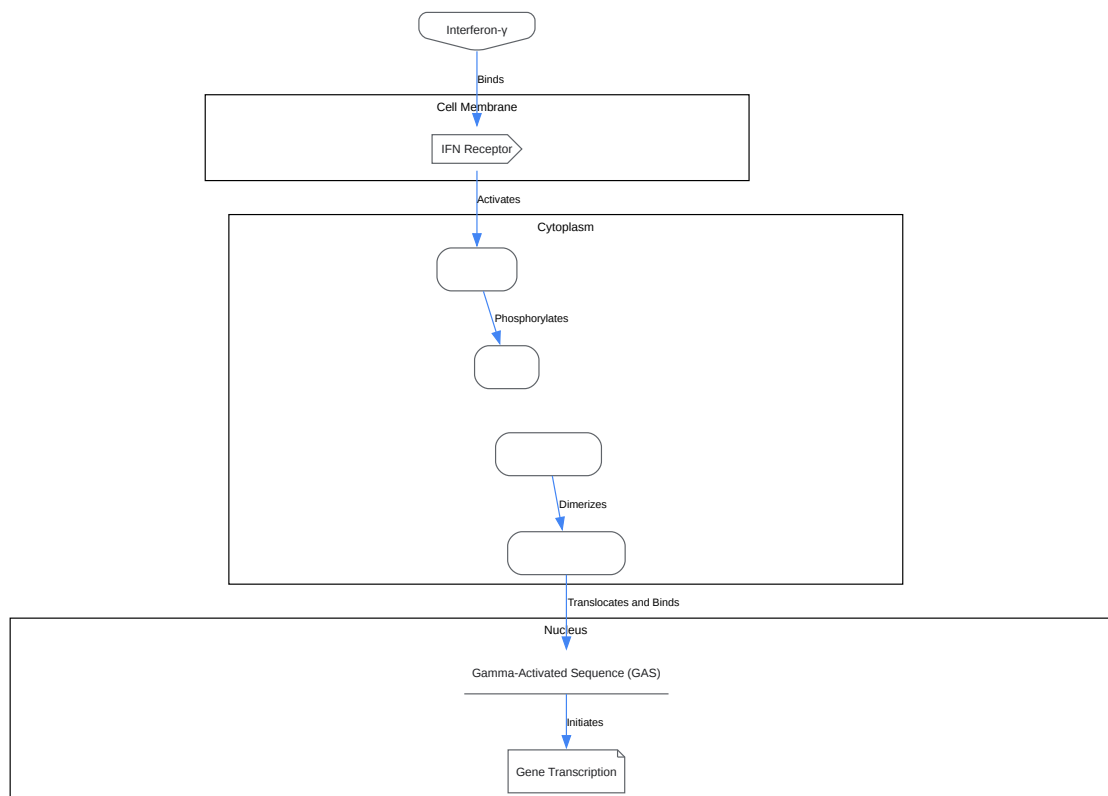 Interferon-γ
Binds
Cell Membrane
IFN Receptor
Activates
Cytoplasm
Phosphorylates
Dimerizes
Translocates and Binds
Nucleus
Gamma-Activated Sequence (GAS)
Initiates
Gene Transcription